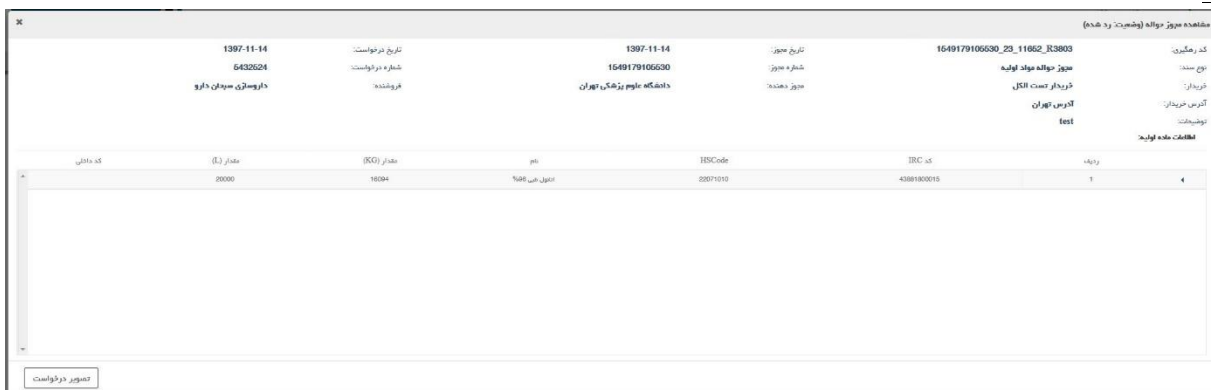 مشاهده مجوز حواله (وضعیت: رد شده)
کد رهگیری: 1549179105530_23_11652_R3803 تاریخ مجوز: 1397-11-14 تاریخ درخواست: 1397-11-14
نوع سند: مجوز حواله مواد اولیه شماره مجوز: 1549179105530 شماره درخواست: 5432524
خریدار: خریدار تست الکل مجوز دهنده: دانشگاه علوم پزشکی تهران فروشنده: داروسازی سبحان دارو
آدرس خریدار: آدرس تهران
توضیحات: test
اطلاعات ماده اولیه:
ردیف کد IRC HSCode نام مقدار (KG) مقدار (L) کد داخلی
1 43881800015 22071010 اتانول طبی 96% 16094 20000
تصویر درخواست